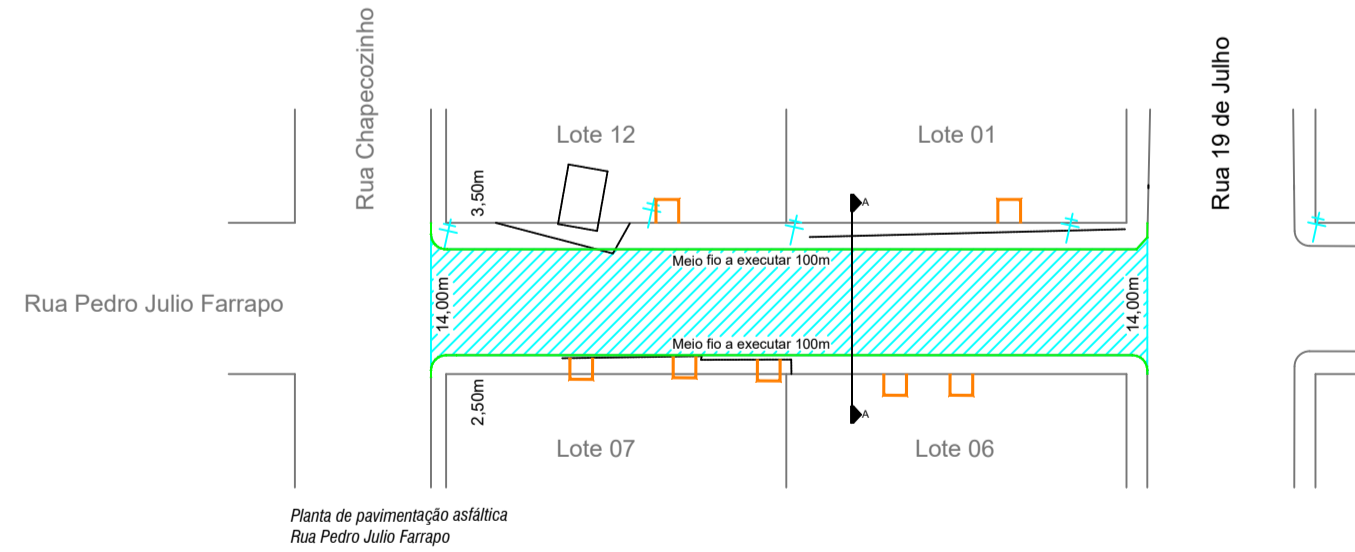 Rua Chapecozinho
Rua 19 de Julho
Lote 12
Lote 01
3,50m
A
Meio fio a executar 100m
Rua Pedro Julio Farrapo
14,00m
14,00m
Meio fio a executar 100m
2,50m
A
Lote 07
Lote 06
Planta de pavimentação asfáltica
Rua Pedro Julio Farrapo